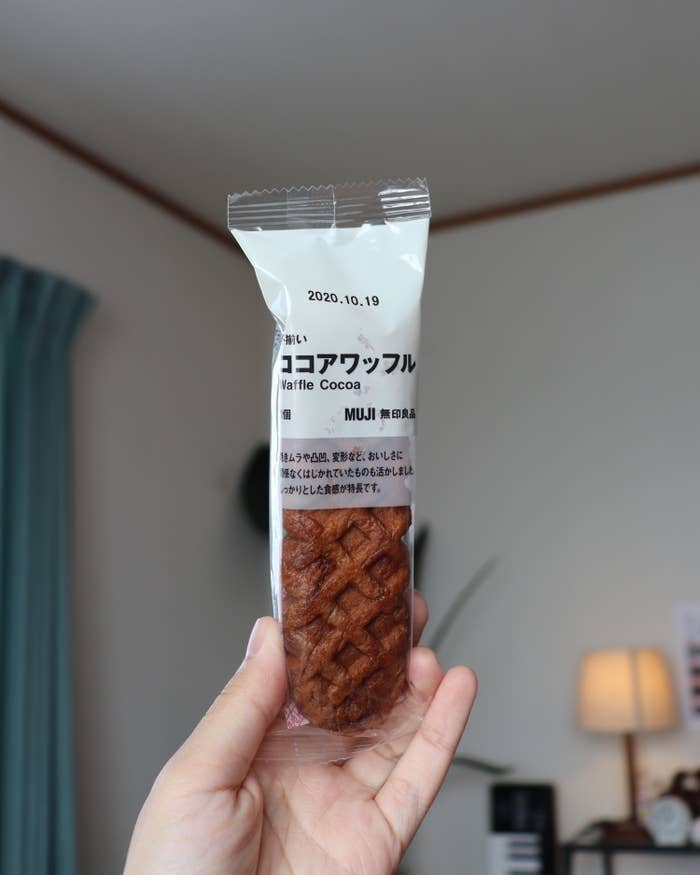 2020.10.19
不揃い
ココアワッフル
Waffle Cocoa
個
MUJI 無印良品
ムラや凸凹、変形など、おいしさに
関係なくはじかれていたものも活かしました。
しっかりとした食感が特長です。